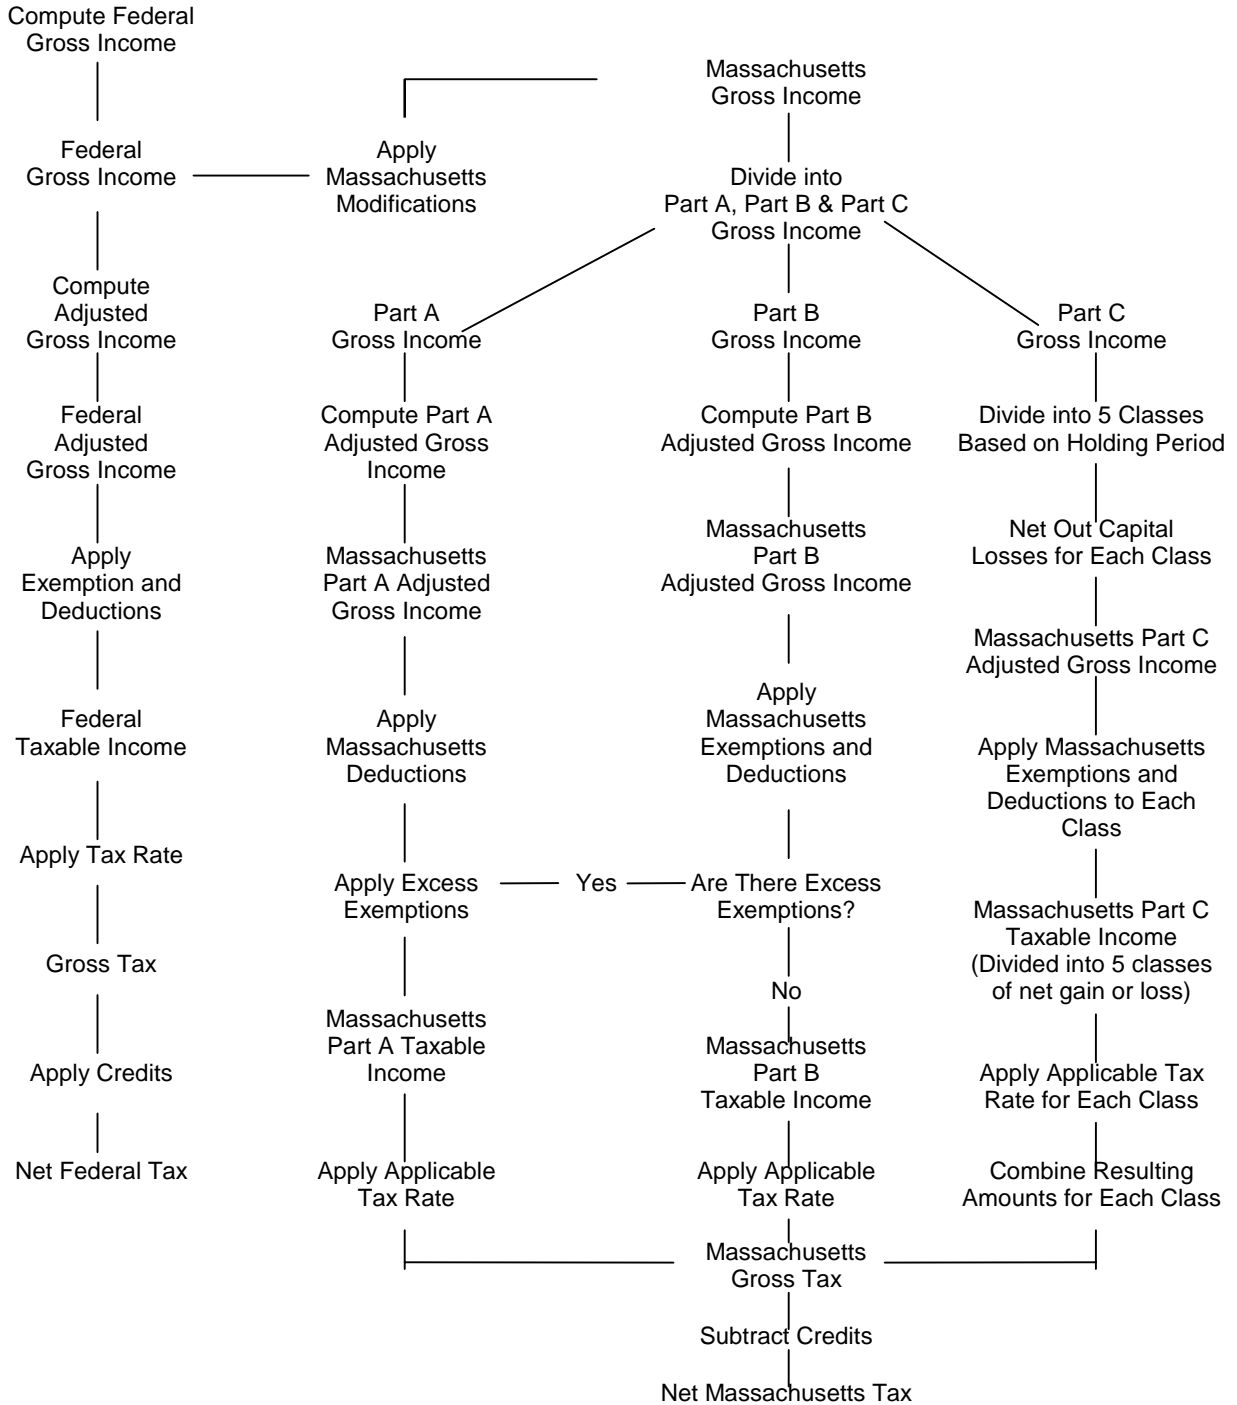 Compute Federal
Gross Income
Federal
Gross Income
Compute
Adjusted
Gross Income
Federal
Adjusted
Gross Income
Apply
Exemption and
Deductions
Federal
Taxable Income
Apply Tax Rate
Gross Tax
Apply Credits
Net Federal Tax
Apply
Massachusetts
Modifications
Massachusetts
Gross Income
Divide into
Part A, Part B & Part C
Gross Income
Part A
Gross Income
Compute Part A
Adjusted Gross
Income
Massachusetts
Part A Adjusted
Gross Income
Apply
Massachusetts
Deductions
Apply Excess
Exemptions
Yes
Massachusetts
Part A Taxable
Income
Apply Applicable
Tax Rate
Part B
Gross Income
Compute Part B
Adjusted Gross Income
Massachusetts
Part B
Adjusted Gross Income
Apply
Massachusetts
Exemptions and
Deductions
Are There Excess
Exemptions?
No
Massachusetts
Part B
Taxable Income
Apply Applicable
Tax Rate
Part C
Gross Income
Divide into 5 Classes
Based on Holding Period
Net Out Capital
Losses for Each Class
Massachusetts Part C
Adjusted Gross Income
Apply Massachusetts
Exemptions and
Deductions to Each
Class
Massachusetts Part C
Taxable Income
(Divided into 5 classes
of net gain or loss)
Apply Applicable Tax
Rate for Each Class
Combine Resulting
Amounts for Each Class
Massachusetts
Gross Tax
Subtract Credits
Net Massachusetts Tax